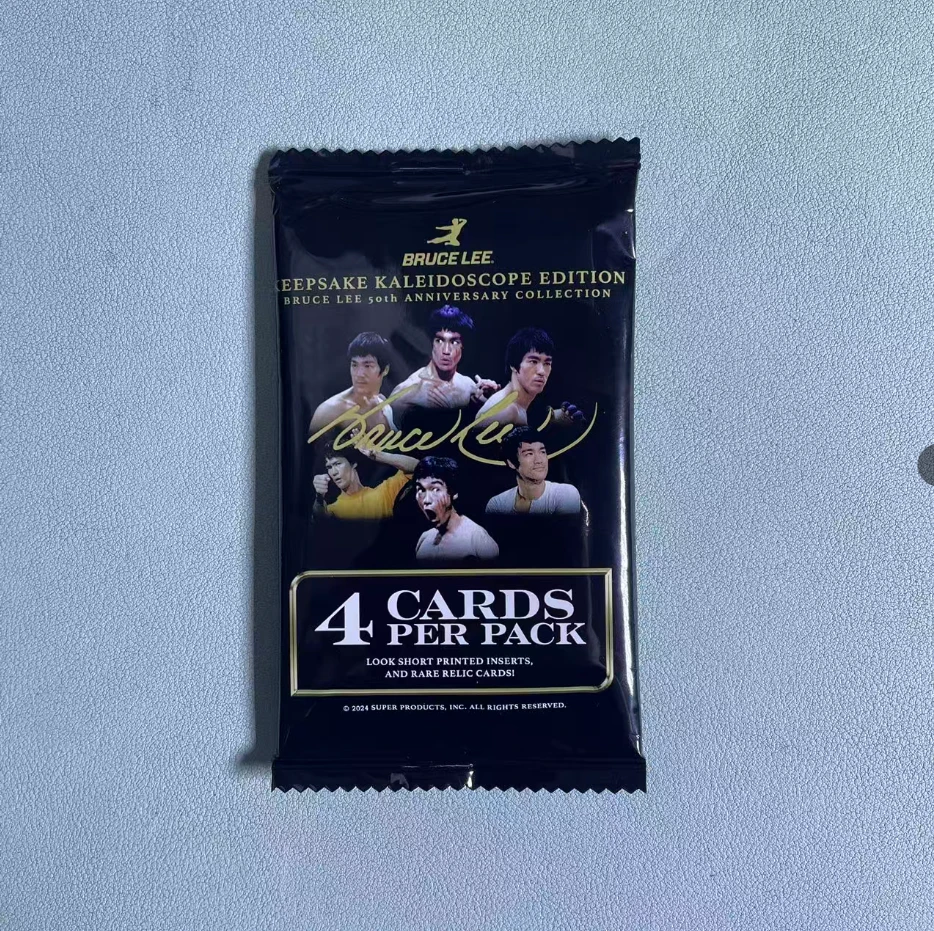 BRUCE LEE®
EEPSAKE KALEIDOSCOPE EDITION
BRUCE LEE 50th ANNIVERSARY COLLECTION
Bruce Lee
4 CARDS
PER PACK
LOOK SHORT PRINTED INSERTS,
AND RARE RELIC CARDS!
© 2024 SUPER PRODUCTS, INC. ALL RIGHTS RESERVED.